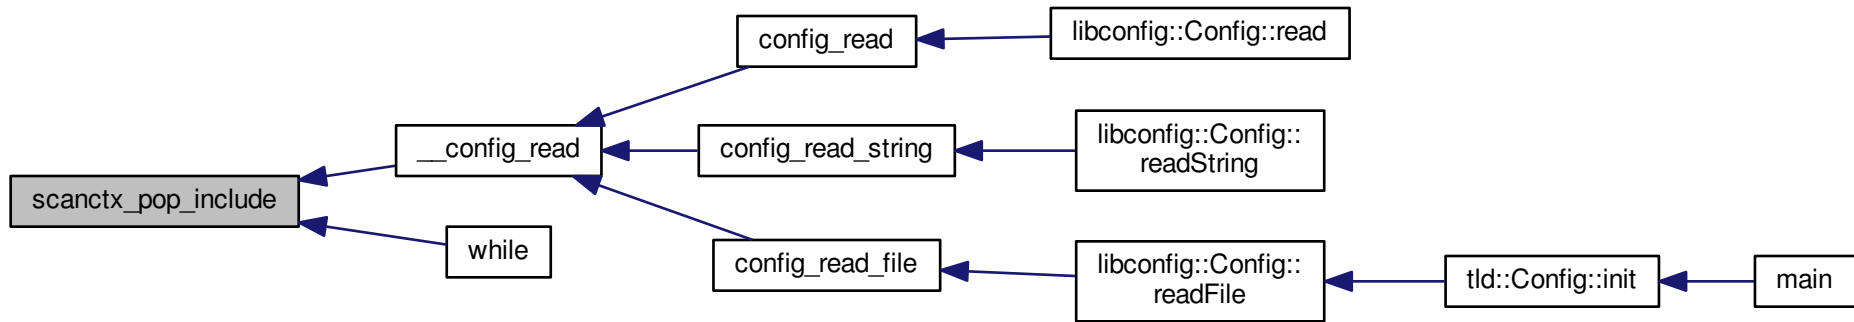 config_read
libconfig::Config::read
__config_read
config_read_string
libconfig::Config::
readString
scanctx_pop_include
while
config_read_file
libconfig::Config::
readFile
tld::Config::init
main